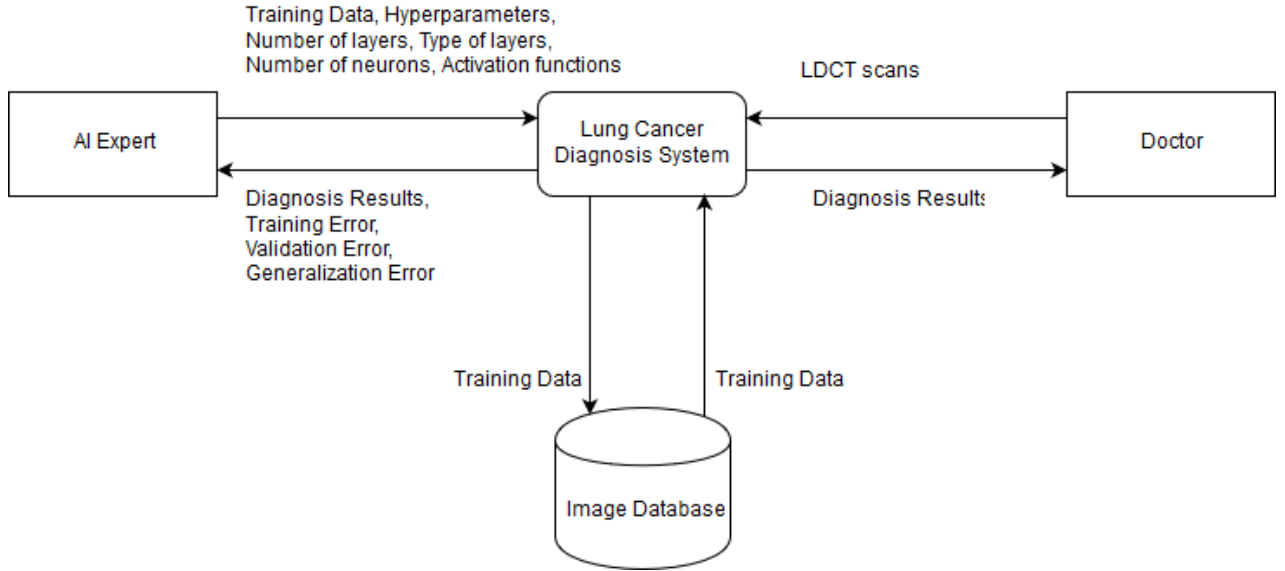 Training Data, Hyperparameters,
Number of layers, Type of layers,
Number of neurons, Activation functions
LDCT scans
AI Expert
Lung Cancer
Diagnosis System
Doctor
Diagnosis Results,
Training Error,
Validation Error,
Generalization Error
Diagnosis Results
Training Data
Training Data
Image Database